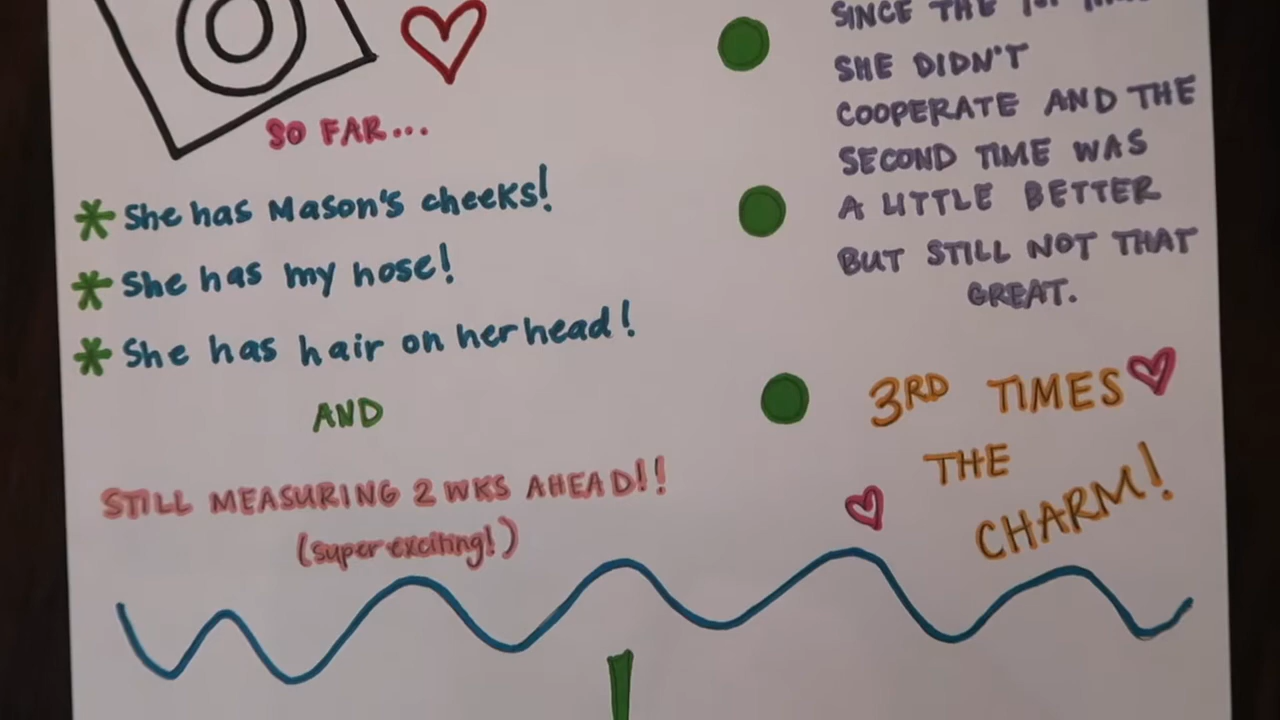 SO FAR...
* She has Mason's cheeks!
* She has my nose!
* She has hair on her head!
AND
STILL MEASURING 2 WKS AHEAD!!
(super exciting!)
SINCE THE 1ST TIME
SHE DIDN'T
COOPERATE AND THE
SECOND TIME WAS
A LITTLE BETTER
BUT STILL NOT THAT
GREAT.
3RD TIMES
THE
CHARM!